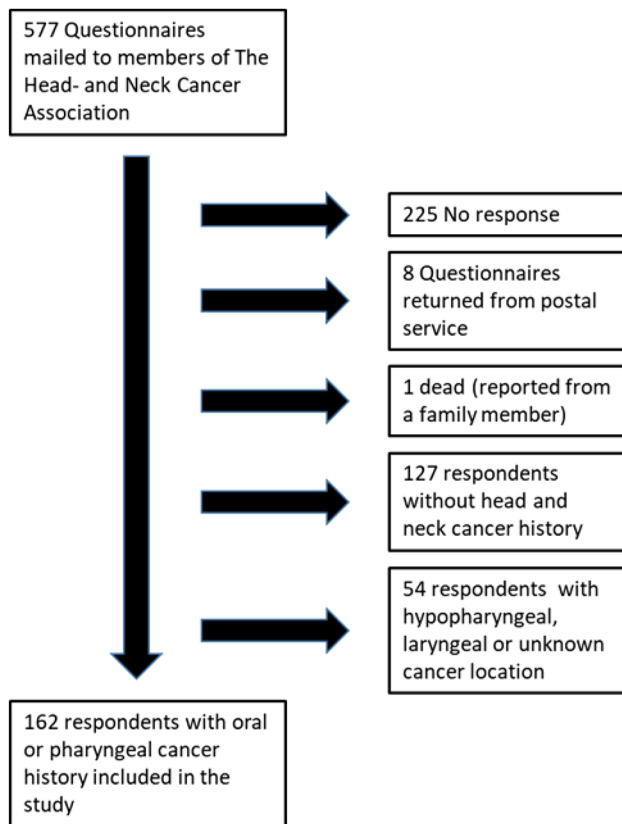 577 Questionnaires
mailed to members of The
Head- and Neck Cancer
Association
225 No response
8 Questionnaires
returned from postal
service
1 dead (reported from
a family member)
127 respondents
without head and
neck cancer history
54 respondents with
hypopharyngeal,
laryngeal or unknown
cancer location
162 respondents with oral
or pharyngeal cancer
history included in the
study